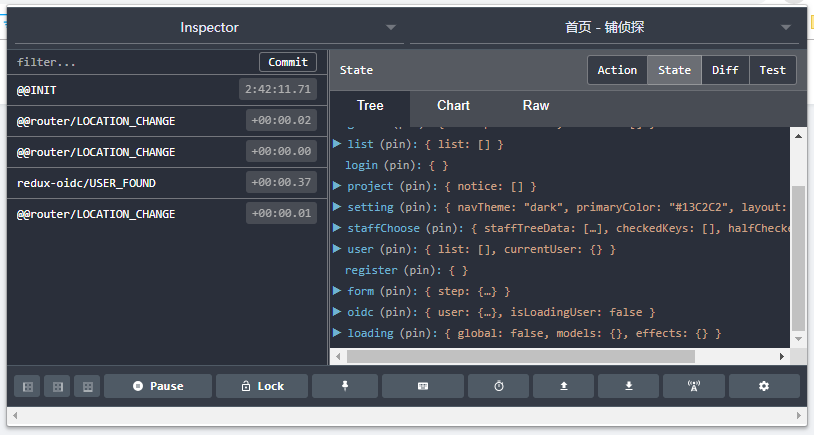 Inspector
首页 - 铺侦探
filter...
Commit
State
Action
State
Diff
Test
@@INIT
2:42:11.71
@@router/LOCATION_CHANGE
+00:00.02
@@router/LOCATION_CHANGE
+00:00.00
redux-oidc/USER_FOUND
+00:00.37
@@router/LOCATION_CHANGE
+00:00.01
Tree
Chart
Raw
list (pin): { list: [] }
login (pin): { }
project (pin): { notice: [] }
setting (pin): { navTheme: "dark", primaryColor: "#13C2C2", layout:
staffChoose (pin): { staffTreeData: […], checkedKeys: [], halfChecke
user (pin): { list: [], currentUser: {} }
register (pin): { }
form (pin): { step: {…} }
oidc (pin): { user: {…}, isLoadingUser: false }
loading (pin): { global: false, models: {}, effects: {} }
Pause
Lock